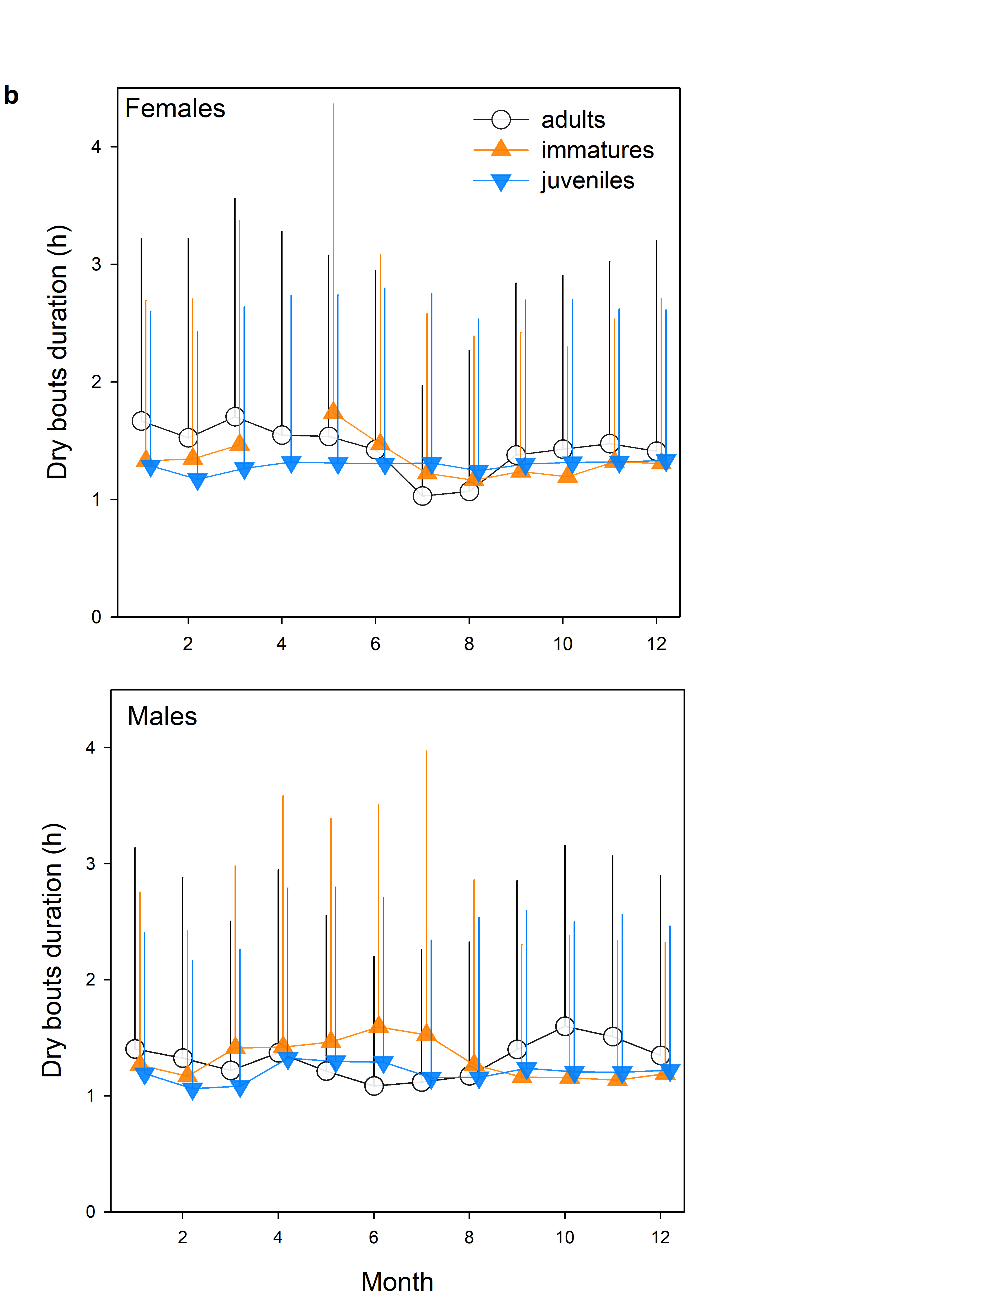 b
Females
adults
immatures
juveniles
Dry bouts duration (h)
4
3
2
1
0
2 4 6 8 10 12
Males
Dry bouts duration (h)
4
3
2
1
0
2 4 6 8 10 12
Month